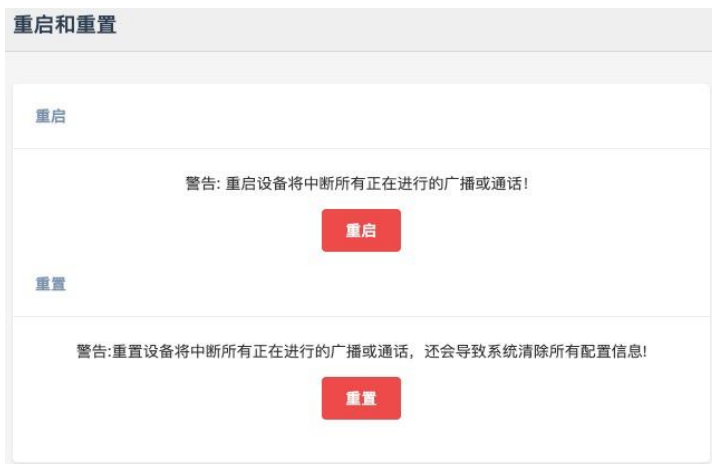 重启和重置
重启
警告: 重启设备将中断所有正在进行的广播或通话!
重启
重置
警告:重置设备将中断所有正在进行的广播或通话，还会导致系统清除所有配置信息!
重置